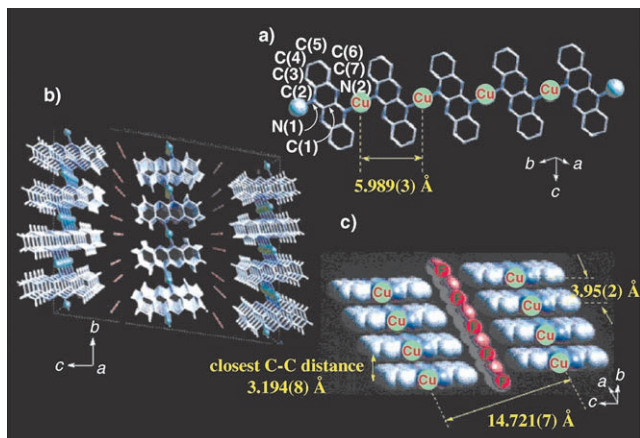 a)
C(5)
C(4)
C(6)
C(3)
C(7)
C(2)
N(2)
N(1)
C(1)
Cu Cu Cu Cu
5.989(3) Å
b a
c
b)
b
c a
c)
Cu Cu
Cu Cu
Cu Cu
Cu Cu
3.95(2) Å
closest C-C distance
3.194(8) Å
14.721(7) Å
a b
c